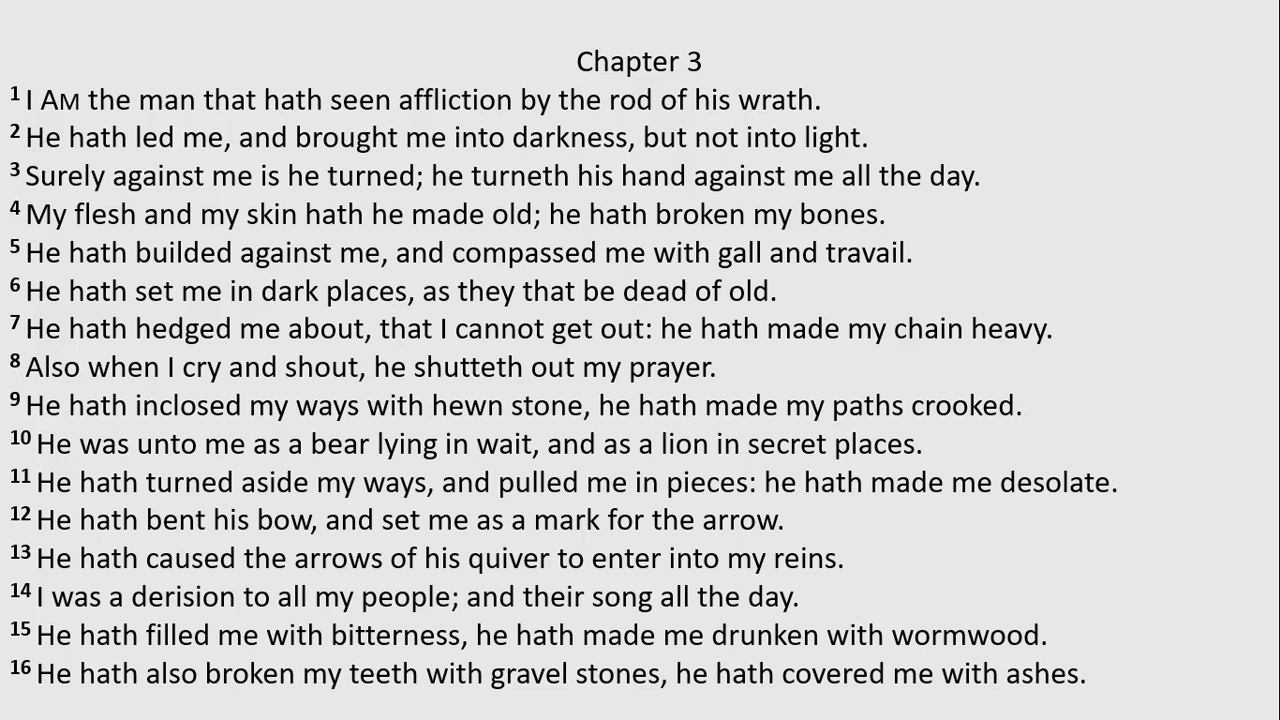 Chapter 3
1 I AM the man that hath seen affliction by the rod of his wrath.
2 He hath led me, and brought me into darkness, but not into light.
3 Surely against me is he turned; he turneth his hand against me all the day.
4 My flesh and my skin hath he made old; he hath broken my bones.
5 He hath builded against me, and compassed me with gall and travail.
6 He hath set me in dark places, as they that be dead of old.
7 He hath hedged me about, that I cannot get out: he hath made my chain heavy.
8 Also when I cry and shout, he shutteth out my prayer.
9 He hath inclosed my ways with hewn stone, he hath made my paths crooked.
10 He was unto me as a bear lying in wait, and as a lion in secret places.
11 He hath turned aside my ways, and pulled me in pieces: he hath made me desolate.
12 He hath bent his bow, and set me as a mark for the arrow.
13 He hath caused the arrows of his quiver to enter into my reins.
14 I was a derision to all my people; and their song all the day.
15 He hath filled me with bitterness, he hath made me drunken with wormwood.
16 He hath also broken my teeth with gravel stones, he hath covered me with ashes.